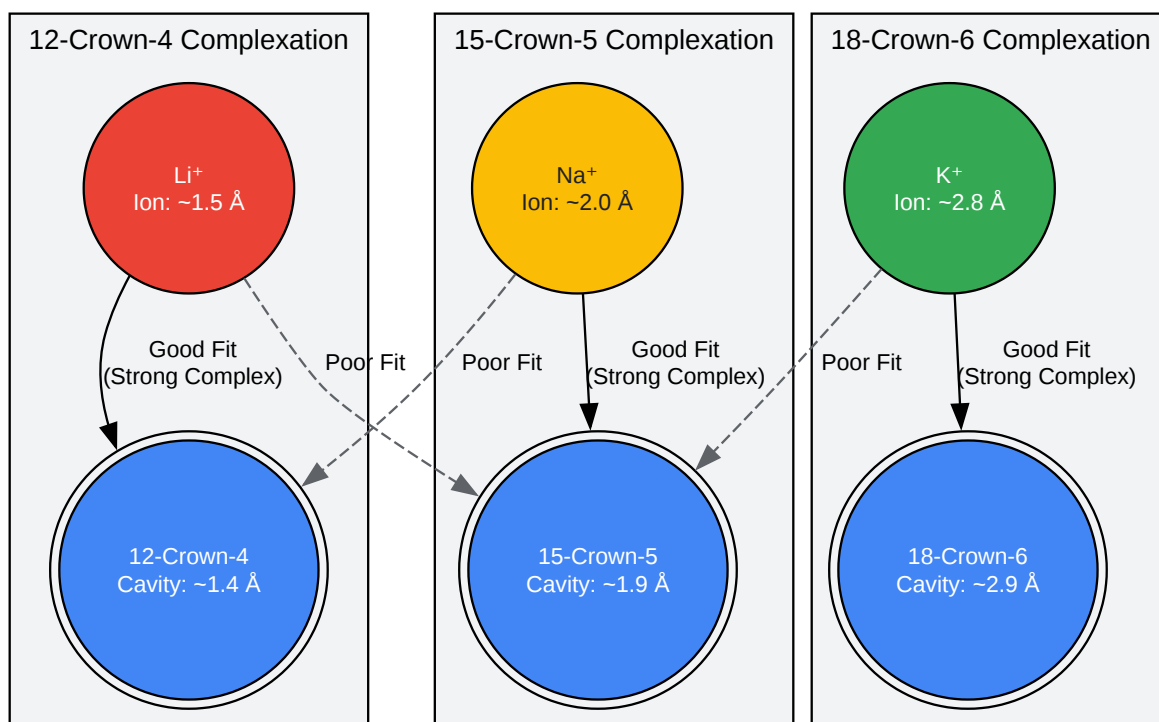 12-Crown-4 Complexation
15-Crown-5 Complexation
18-Crown-6 Complexation
Li⁺
Ion: ~1.5 Å
Na⁺
Ion: ~2.0 Å
K⁺
Ion: ~2.8 Å
Good Fit
(Strong Complex)
Poor Fit
Poor Fit
Good Fit
(Strong Complex)
Poor Fit
Good Fit
(Strong Complex)
12-Crown-4
Cavity: ~1.4 Å
15-Crown-5
Cavity: ~1.9 Å
18-Crown-6
Cavity: ~2.9 Å